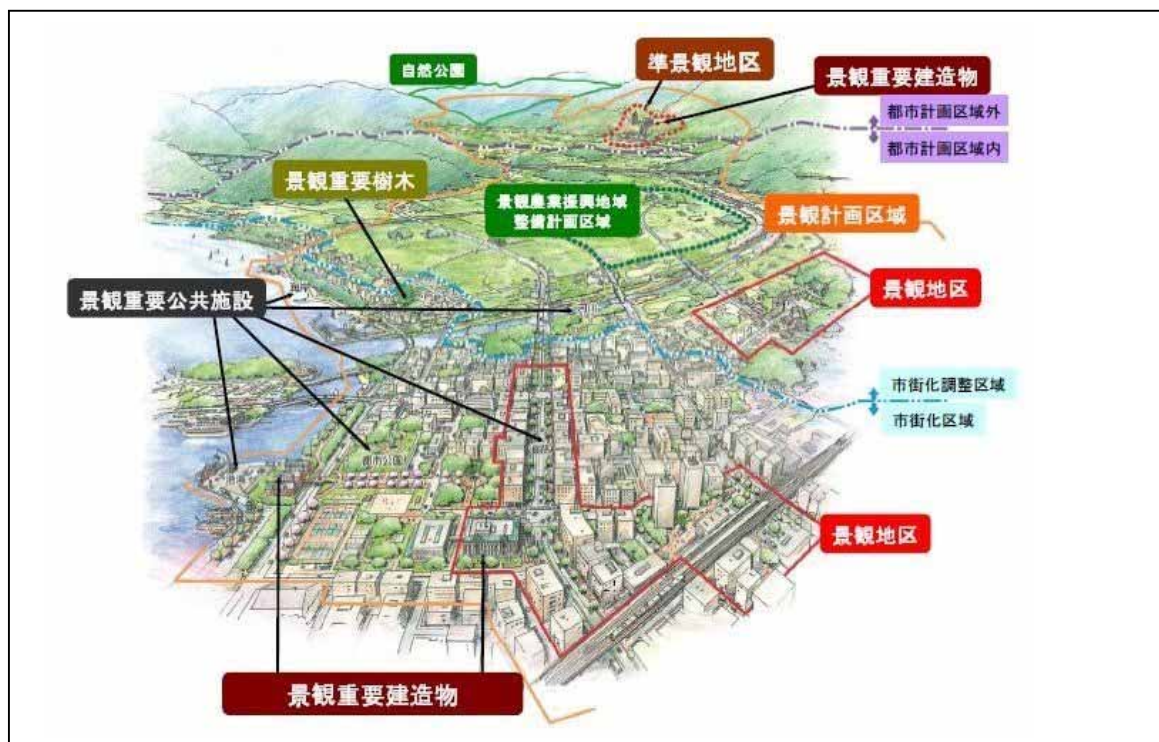 自然公園
準景観地区
景観重要建造物
都市計画区域外
都市計画区域内
景観重要樹木
景観農業振興地域
整備計画区域
景観計画区域
景観重要公共施設
景観地区
市街化調整区域
市街化区域
都市公園
景観地区
景観重要建造物